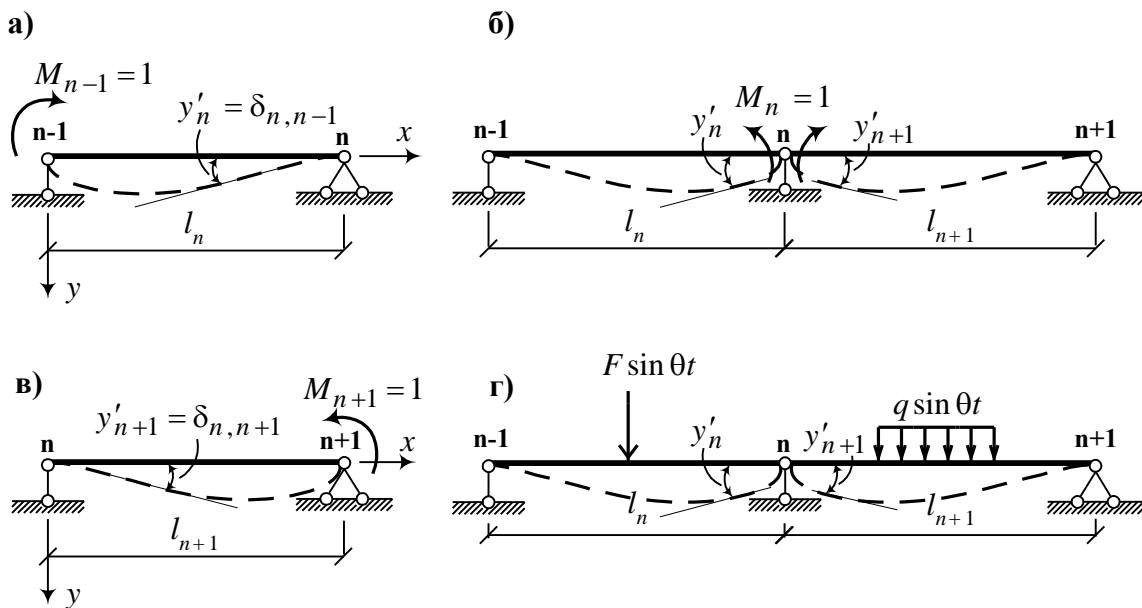 а)
M_{n-1} = 1
n-1
y'_n = δ_{n, n-1}
n
x
l_n
y
б)
n-1
y'_n
M_n = 1
n
y'_{n+1}
n+1
l_n
l_{n+1}
в)
n
y'_{n+1} = δ_{n, n+1}
M_{n+1} = 1
n+1
x
l_{n+1}
y
г)
F sin θt
q sin θt
n-1
y'_n
n
y'_{n+1}
n+1
l_n
l_{n+1}